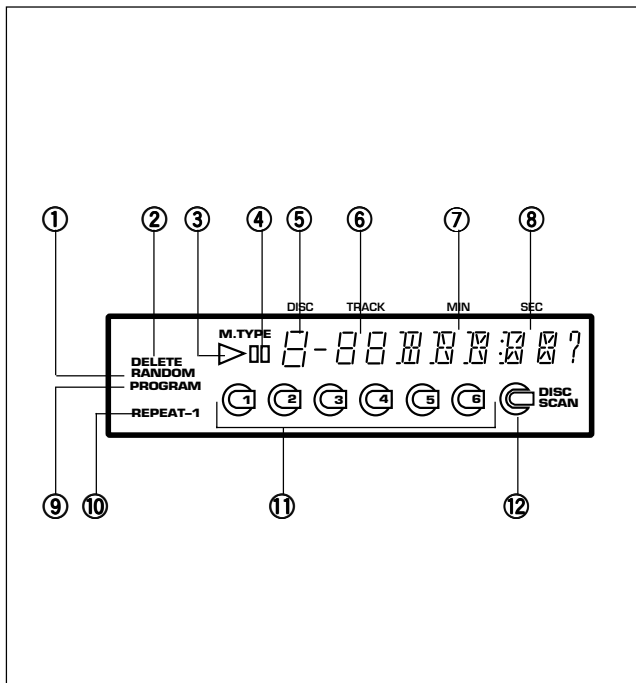 ① ② ③ ④ ⑤ ⑥ ⑦ ⑧
DISC TRACK MIN SEC
M.TYPE
DELETE
RANDOM
PROGRAM
REPEAT-1
1 2 3 4 5 6
DISC
SCAN
⑨ ⑩ ⑪ ⑫